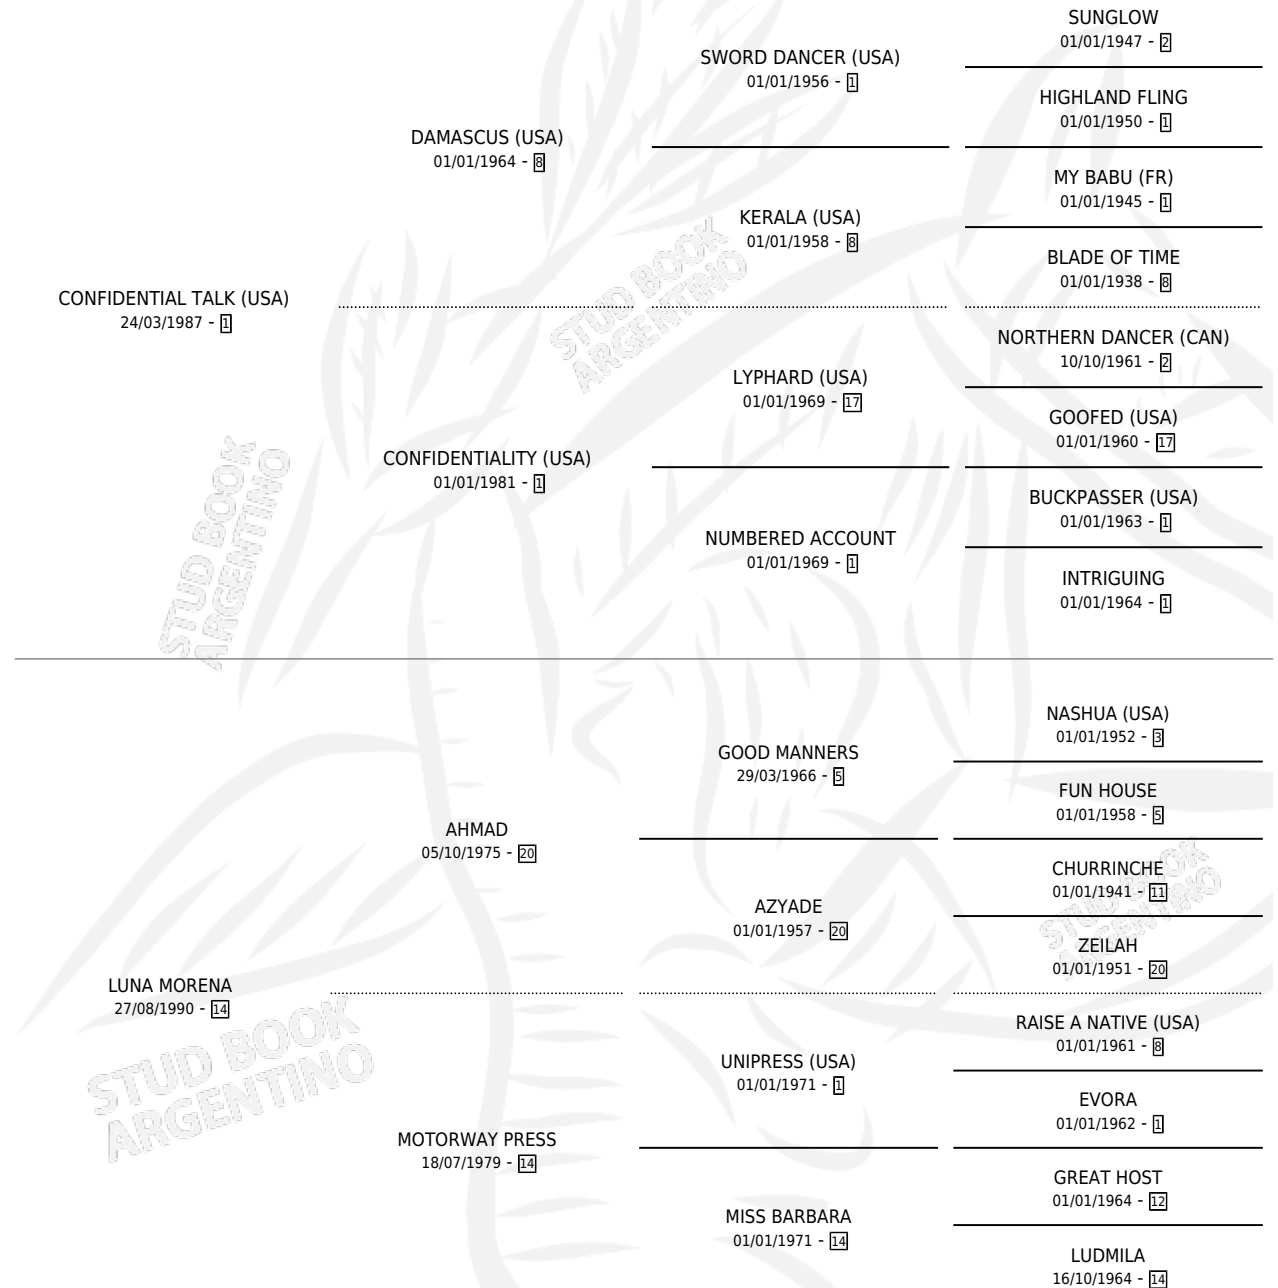 SUNGLOW
01/01/1947 - 2
SWORD DANCER (USA)
01/01/1956 - 1
HIGHLAND FLING
01/01/1950 - 1
DAMASCUS (USA)
01/01/1964 - 8
MY BABU (FR)
01/01/1945 - 1
KERALA (USA)
01/01/1958 - 8
BLADE OF TIME
01/01/1938 - 8
CONFIDENTIAL TALK (USA)
24/03/1987 - 1
NORTHERN DANCER (CAN)
10/10/1961 - 2
LYPHARD (USA)
01/01/1969 - 17
GOOFED (USA)
01/01/1960 - 17
CONFIDENTIALITY (USA)
01/01/1981 - 1
BUCKPASSER (USA)
01/01/1963 - 1
NUMBERED ACCOUNT
01/01/1969 - 1
INTRIGUING
01/01/1964 - 1
NASHUA (USA)
01/01/1952 - 3
GOOD MANNERS
29/03/1966 - 5
FUN HOUSE
01/01/1958 - 5
AHMAD
05/10/1975 - 20
CHURRINCHE
01/01/1941 - 11
AZYADE
01/01/1957 - 20
ZEILAH
01/01/1951 - 20
LUNA MORENA
27/08/1990 - 14
RAISE A NATIVE (USA)
01/01/1961 - 8
UNIPRESS (USA)
01/01/1971 - 1
EVORA
01/01/1962 - 1
MOTORWAY PRESS
18/07/1979 - 14
GREAT HOST
01/01/1964 - 12
MISS BARBARA
01/01/1971 - 14
LUDMILA
16/10/1964 - 14
STUD BOOK
ARGENTINO
STUD BOOK
ARGENTINO
STUD BOOK
ARGENTINO
STUD BOOK
ARGENTINO